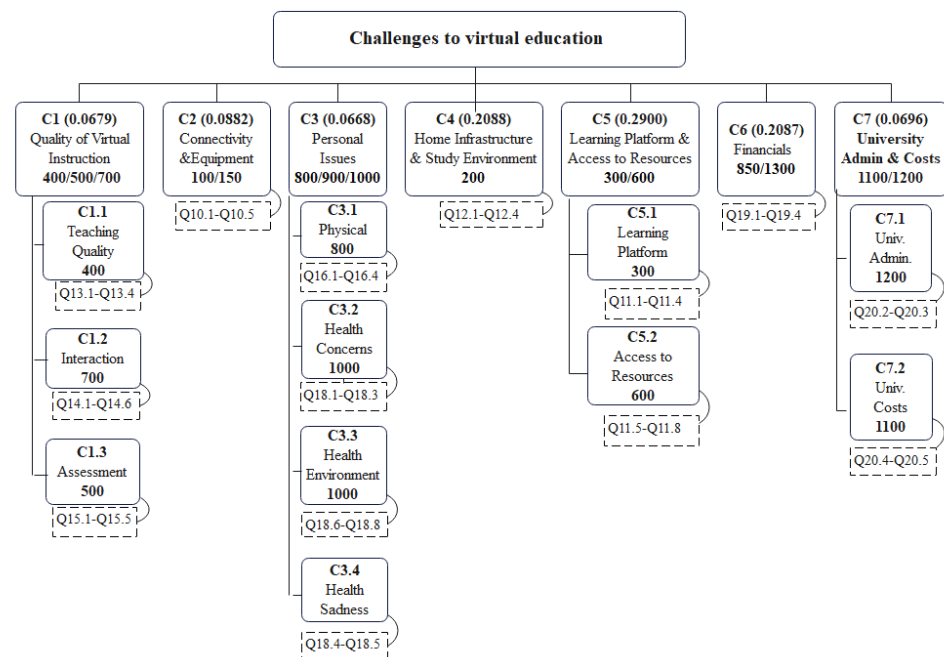 Challenges to virtual education
C1 (0.0679)
Quality of Virtual
Instruction
400/500/700
C1.1
Teaching
Quality
400
Q13.1-Q13.4
C1.2
Interaction
700
Q14.1-Q14.6
C1.3
Assessment
500
Q15.1-Q15.5
C2 (0.0882)
Connectivity
&Equipment
100/150
Q10.1-Q10.5
C3 (0.0668)
Personal
Issues
800/900/1000
C3.1
Physical
800
Q16.1-Q16.4
C3.2
Health
Concerns
1000
Q18.1-Q18.3
C3.3
Health
Environment
1000
Q18.6-Q18.8
C3.4
Health
Sadness
Q18.4-Q18.5
C4 (0.2088)
Home Infrastructure
& Study Environment
200
Q12.1-Q12.4
C5 (0.2900)
Learning Platform &
Access to Resources
300/600
C5.1
Learning
Platform
300
Q11.1-Q11.4
C5.2
Access to
Resources
600
Q11.5-Q11.8
C6 (0.2087)
Financials
850/1300
Q19.1-Q19.4
C7 (0.0696)
University
Admin & Costs
1100/1200
C7.1
Univ.
Admin.
1200
Q20.2-Q20.3
C7.2
Univ.
Costs
1100
Q20.4-Q20.5